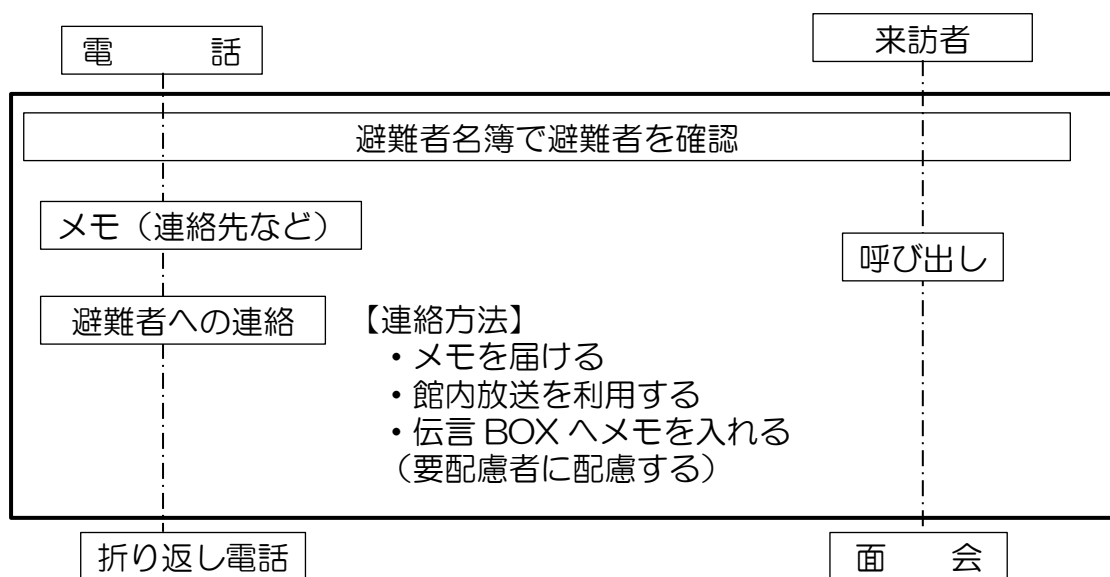 電　　　話
来訪者
避難者名簿で避難者を確認
メモ（連絡先など）
呼び出し
避難者への連絡
【連絡方法】
・メモを届ける
・館内放送を利用する
・伝言 BOX へメモを入れる
（要配慮者に配慮する）
折り返し電話
面　　会